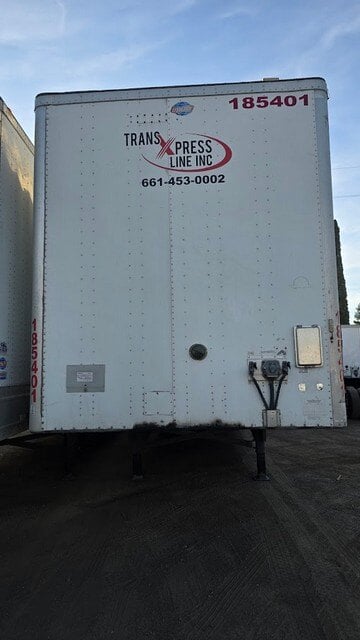 185401
TRANS XPRESS
LINE INC
661-453-0002
185401